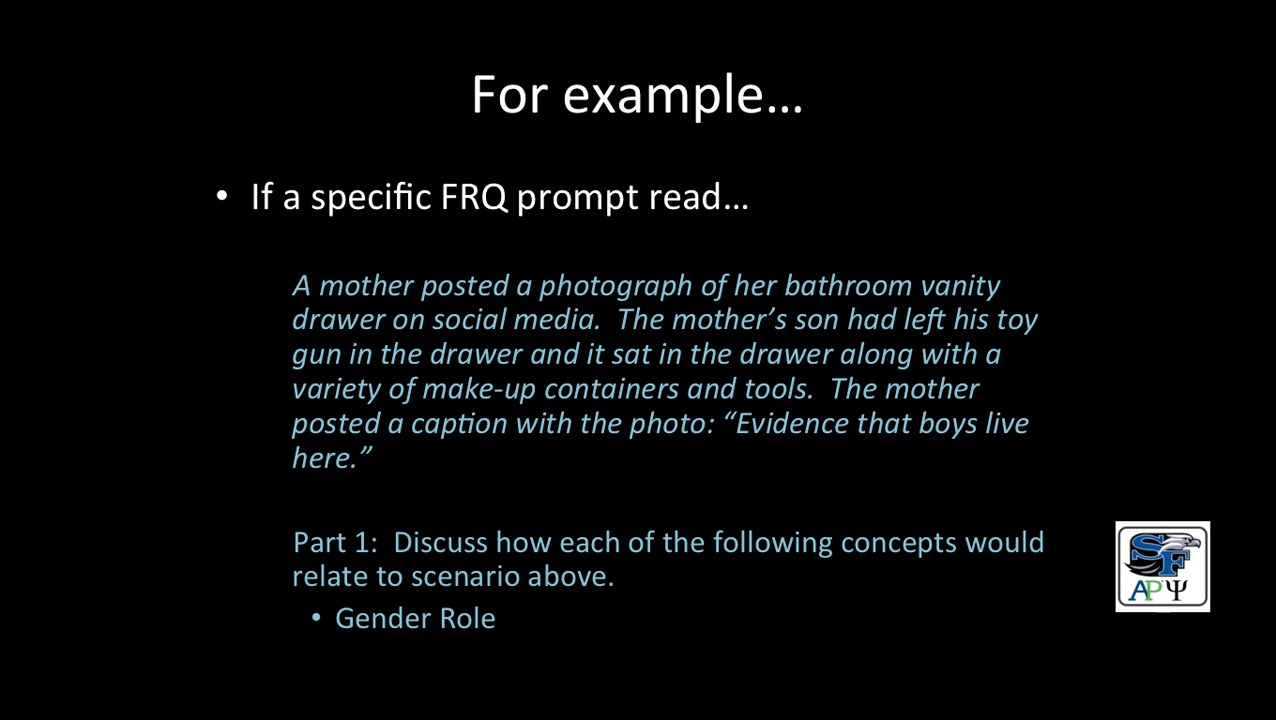 For example…
• If a specific FRQ prompt read…
A mother posted a photograph of her bathroom vanity
drawer on social media.  The mother’s son had left his toy
gun in the drawer and it sat in the drawer along with a
variety of make-up containers and tools.  The mother
posted a caption with the photo: “Evidence that boys live
here.”
Part 1:  Discuss how each of the following concepts would
relate to scenario above.
• Gender Role
SF
AP Ψ